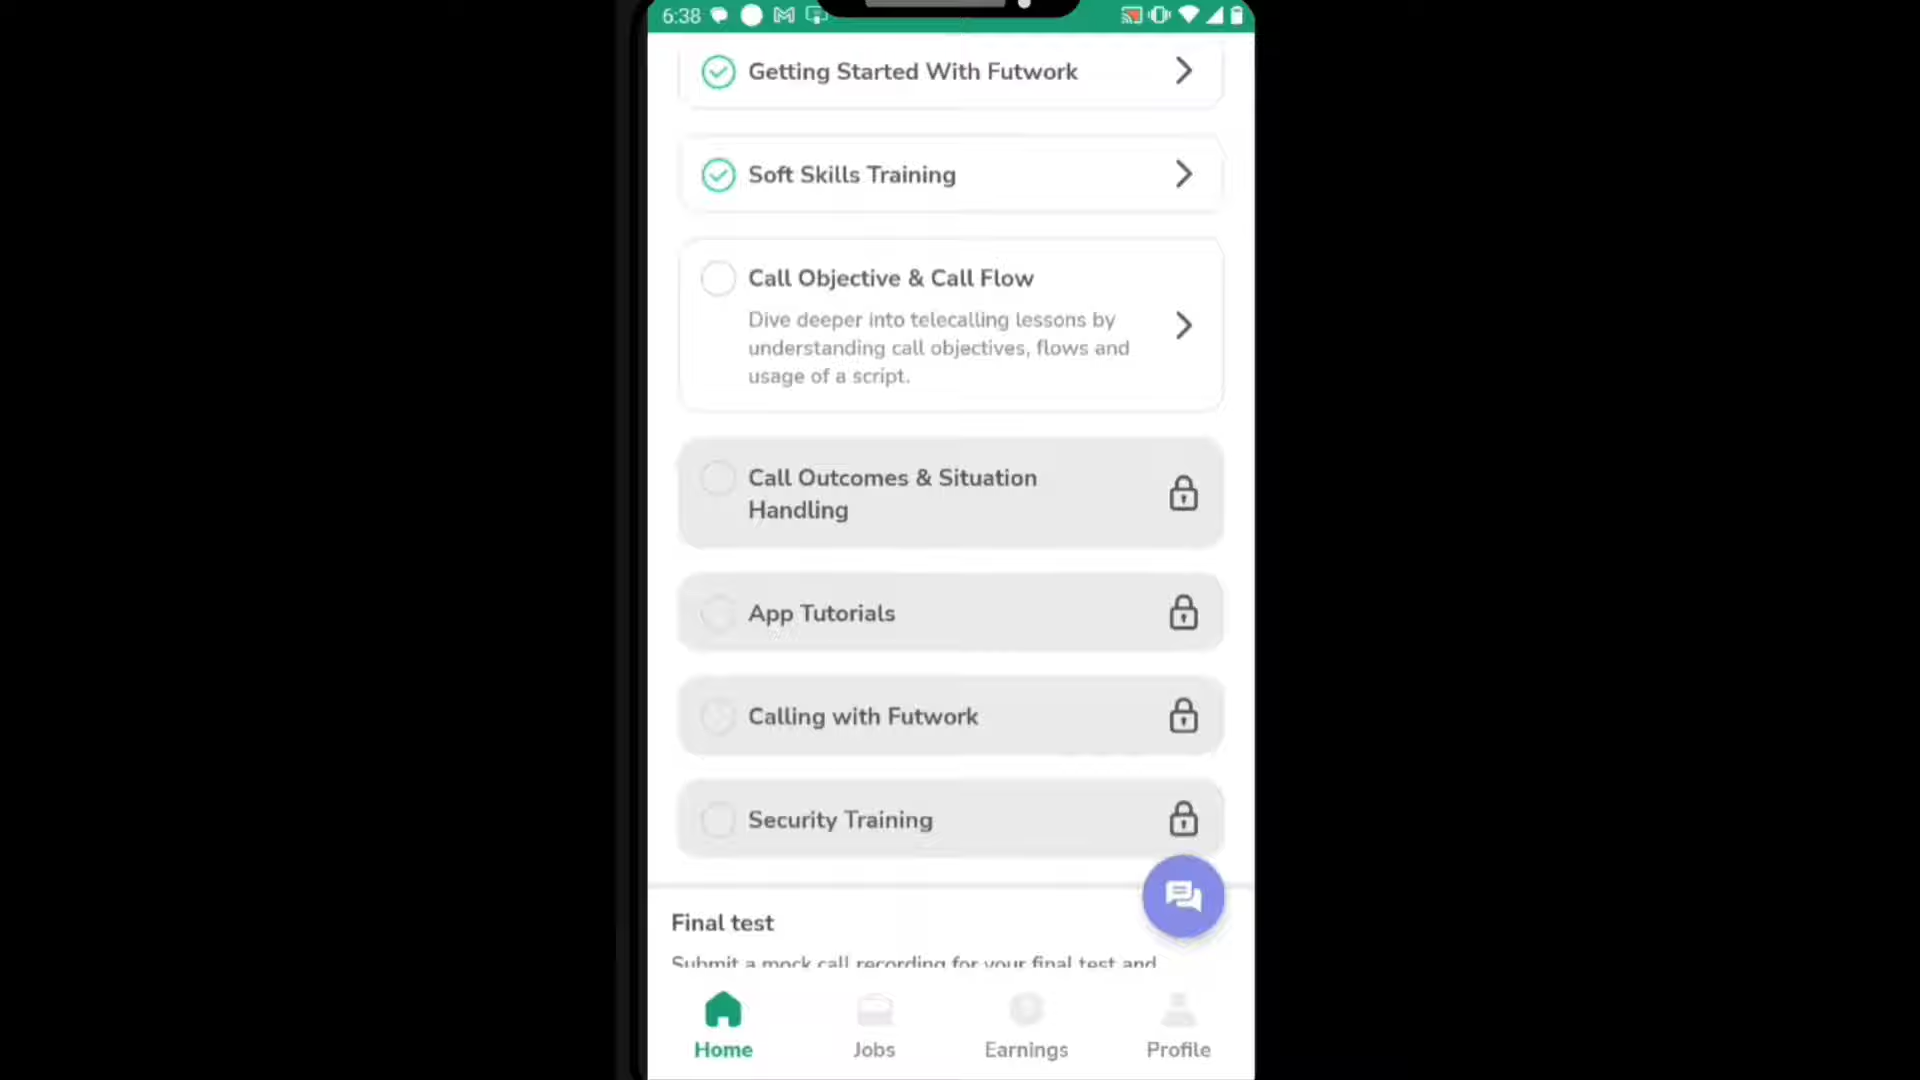 6:38
Getting Started With Futwork
Soft Skills Training
Call Objective & Call Flow
Dive deeper into telecalling lessons by
understanding call objectives, flows and
usage of a script.
Call Outcomes & Situation
Handling
App Tutorials
Calling with Futwork
Security Training
Final test
Submit a mock call recording for your final test and
Home
Jobs
Earnings
Profile